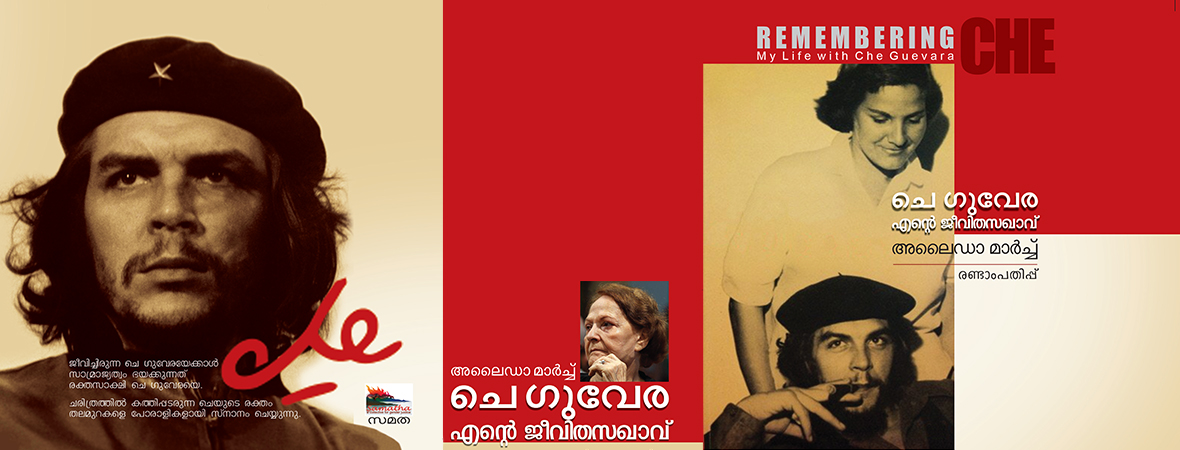 che
ജീവിച്ചിരുന്ന ചെ ഗുവേരയേക്കാൾ
സാമ്രാജ്യത്വം ഭയക്കുന്നത്
രക്തസാക്ഷി ചെ ഗുവേരയെ.
ചരിത്രത്തിൽ കത്തിപ്പടരുന്ന ചെയുടെ രക്തം
തലമുറകളെ പോരാളികളായി സ്നാനം ചെയ്യുന്നു.
samatha
സമത
അലൈഡാ മാർച്ച്
ചെ ഗുവേര
എന്റെ ജീവിതസഖാവ്
REMEMBERING CHE
My Life with Che Guevara
ചെ ഗുവേര
എന്റെ ജീവിതസഖാവ്
അലൈഡാ മാർച്ച്
രണ്ടാംപതിപ്പ്